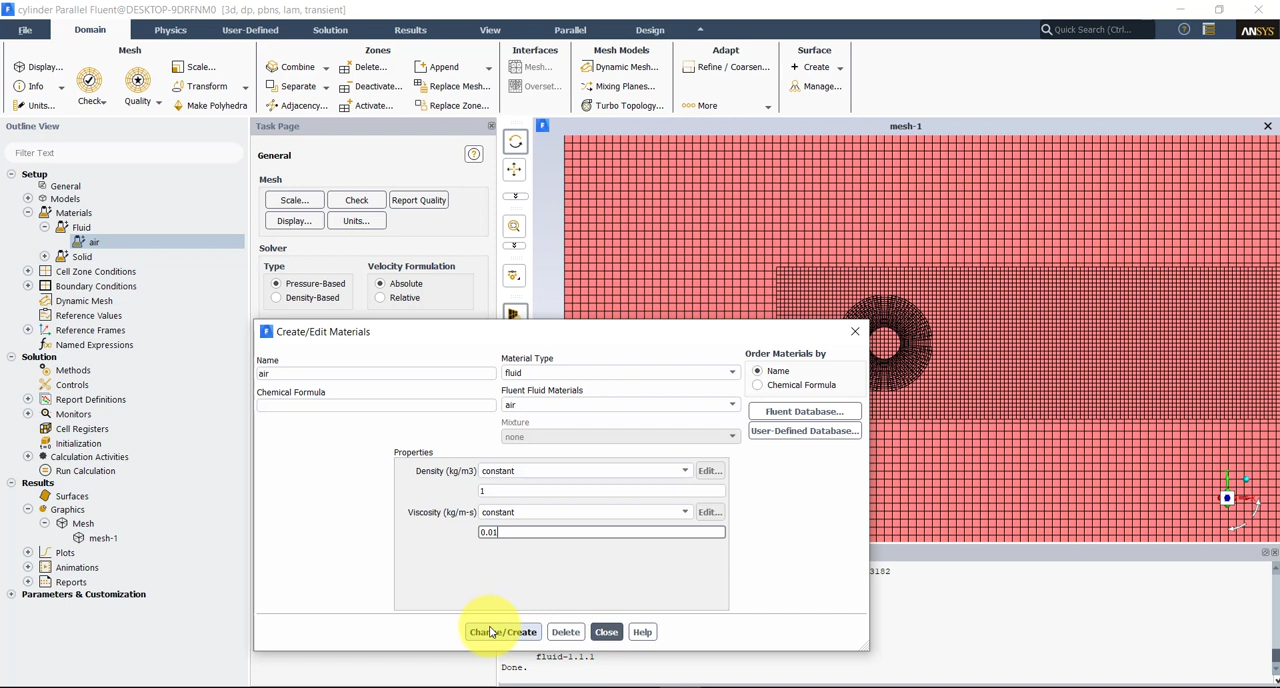 cylinder Parallel Fluent@DESKTOP-9DRFNM0 [3d, dp, pbns, lam, transient]
File Domain Physics User-Defined Solution Results View Parallel Design Quick Search (Ctrl... ANSYS
Mesh Zones Interfaces Mesh Models Adapt Surface
Display... Scale... Combine Delete... Append Mesh... Dynamic Mesh... Refine / Coarsen... Create
Info Check Quality Transform Separate Deactivate... Replace Mesh... Overset... Mixing Planes... Manage...
Units... Make Polyhedra Adjacency... Activate... Replace Zone... Turbo Topology... More
Outline View
Filter Text
Setup
General
Models
Materials
Fluid
air
Solid
Cell Zone Conditions
Boundary Conditions
Dynamic Mesh
Reference Values
Reference Frames
Named Expressions
Solution
Methods
Controls
Report Definitions
Monitors
Cell Registers
Initialization
Calculation Activities
Run Calculation
Results
Surfaces
Graphics
Mesh
mesh-1
Plots
Animations
Reports
Parameters & Customization
Task Page
General
Mesh
Scale... Check Report Quality
Display... Units...
Solver
Type Velocity Formulation
Pressure-Based Absolute
Density-Based Relative
mesh-1
Create/Edit Materials
Name Material Type Order Materials by
air fluid Name
Chemical Formula Fluent Fluid Materials Chemical Formula
air Fluent Database...
Mixture User-Defined Database...
none
Properties
Density (kg/m3) constant Edit...
1
Viscosity (kg/m-s) constant Edit...
0.01
Change/Create Delete Close Help
3182
fluid-1.1.1
Done.